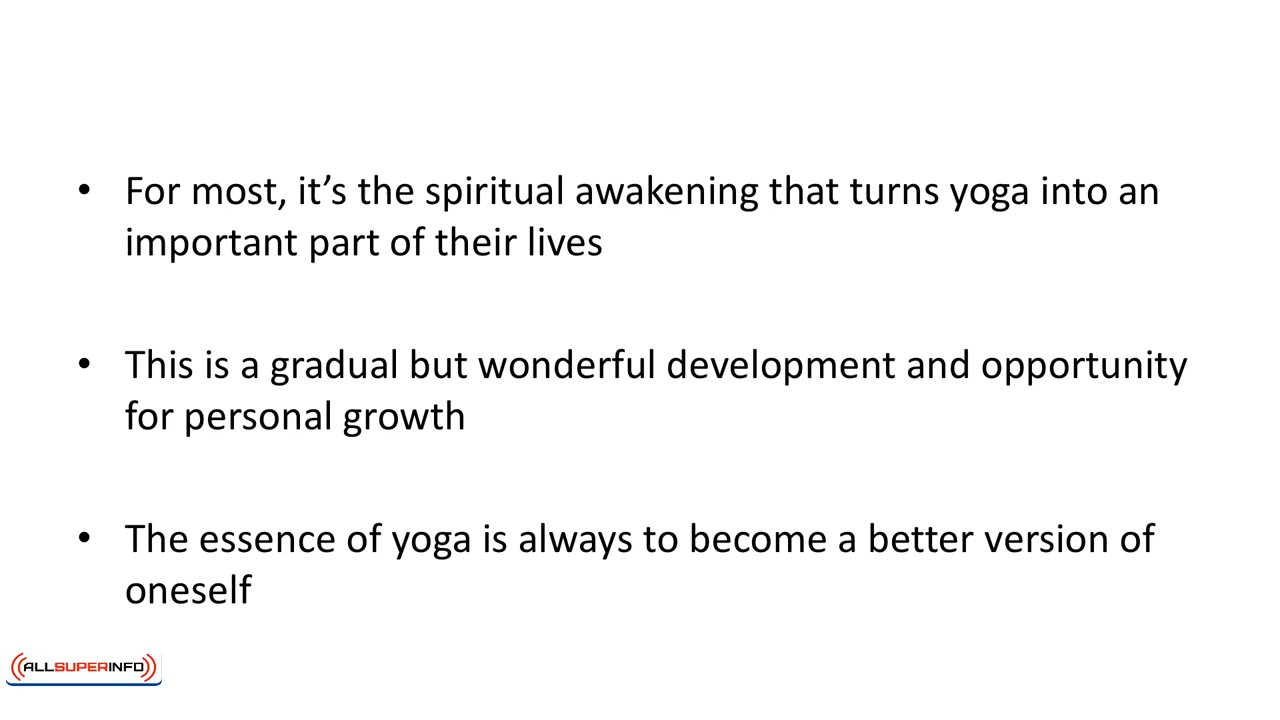 • For most, it’s the spiritual awakening that turns yoga into an
important part of their lives
• This is a gradual but wonderful development and opportunity
for personal growth
• The essence of yoga is always to become a better version of
oneself
ALLSUPERINFO